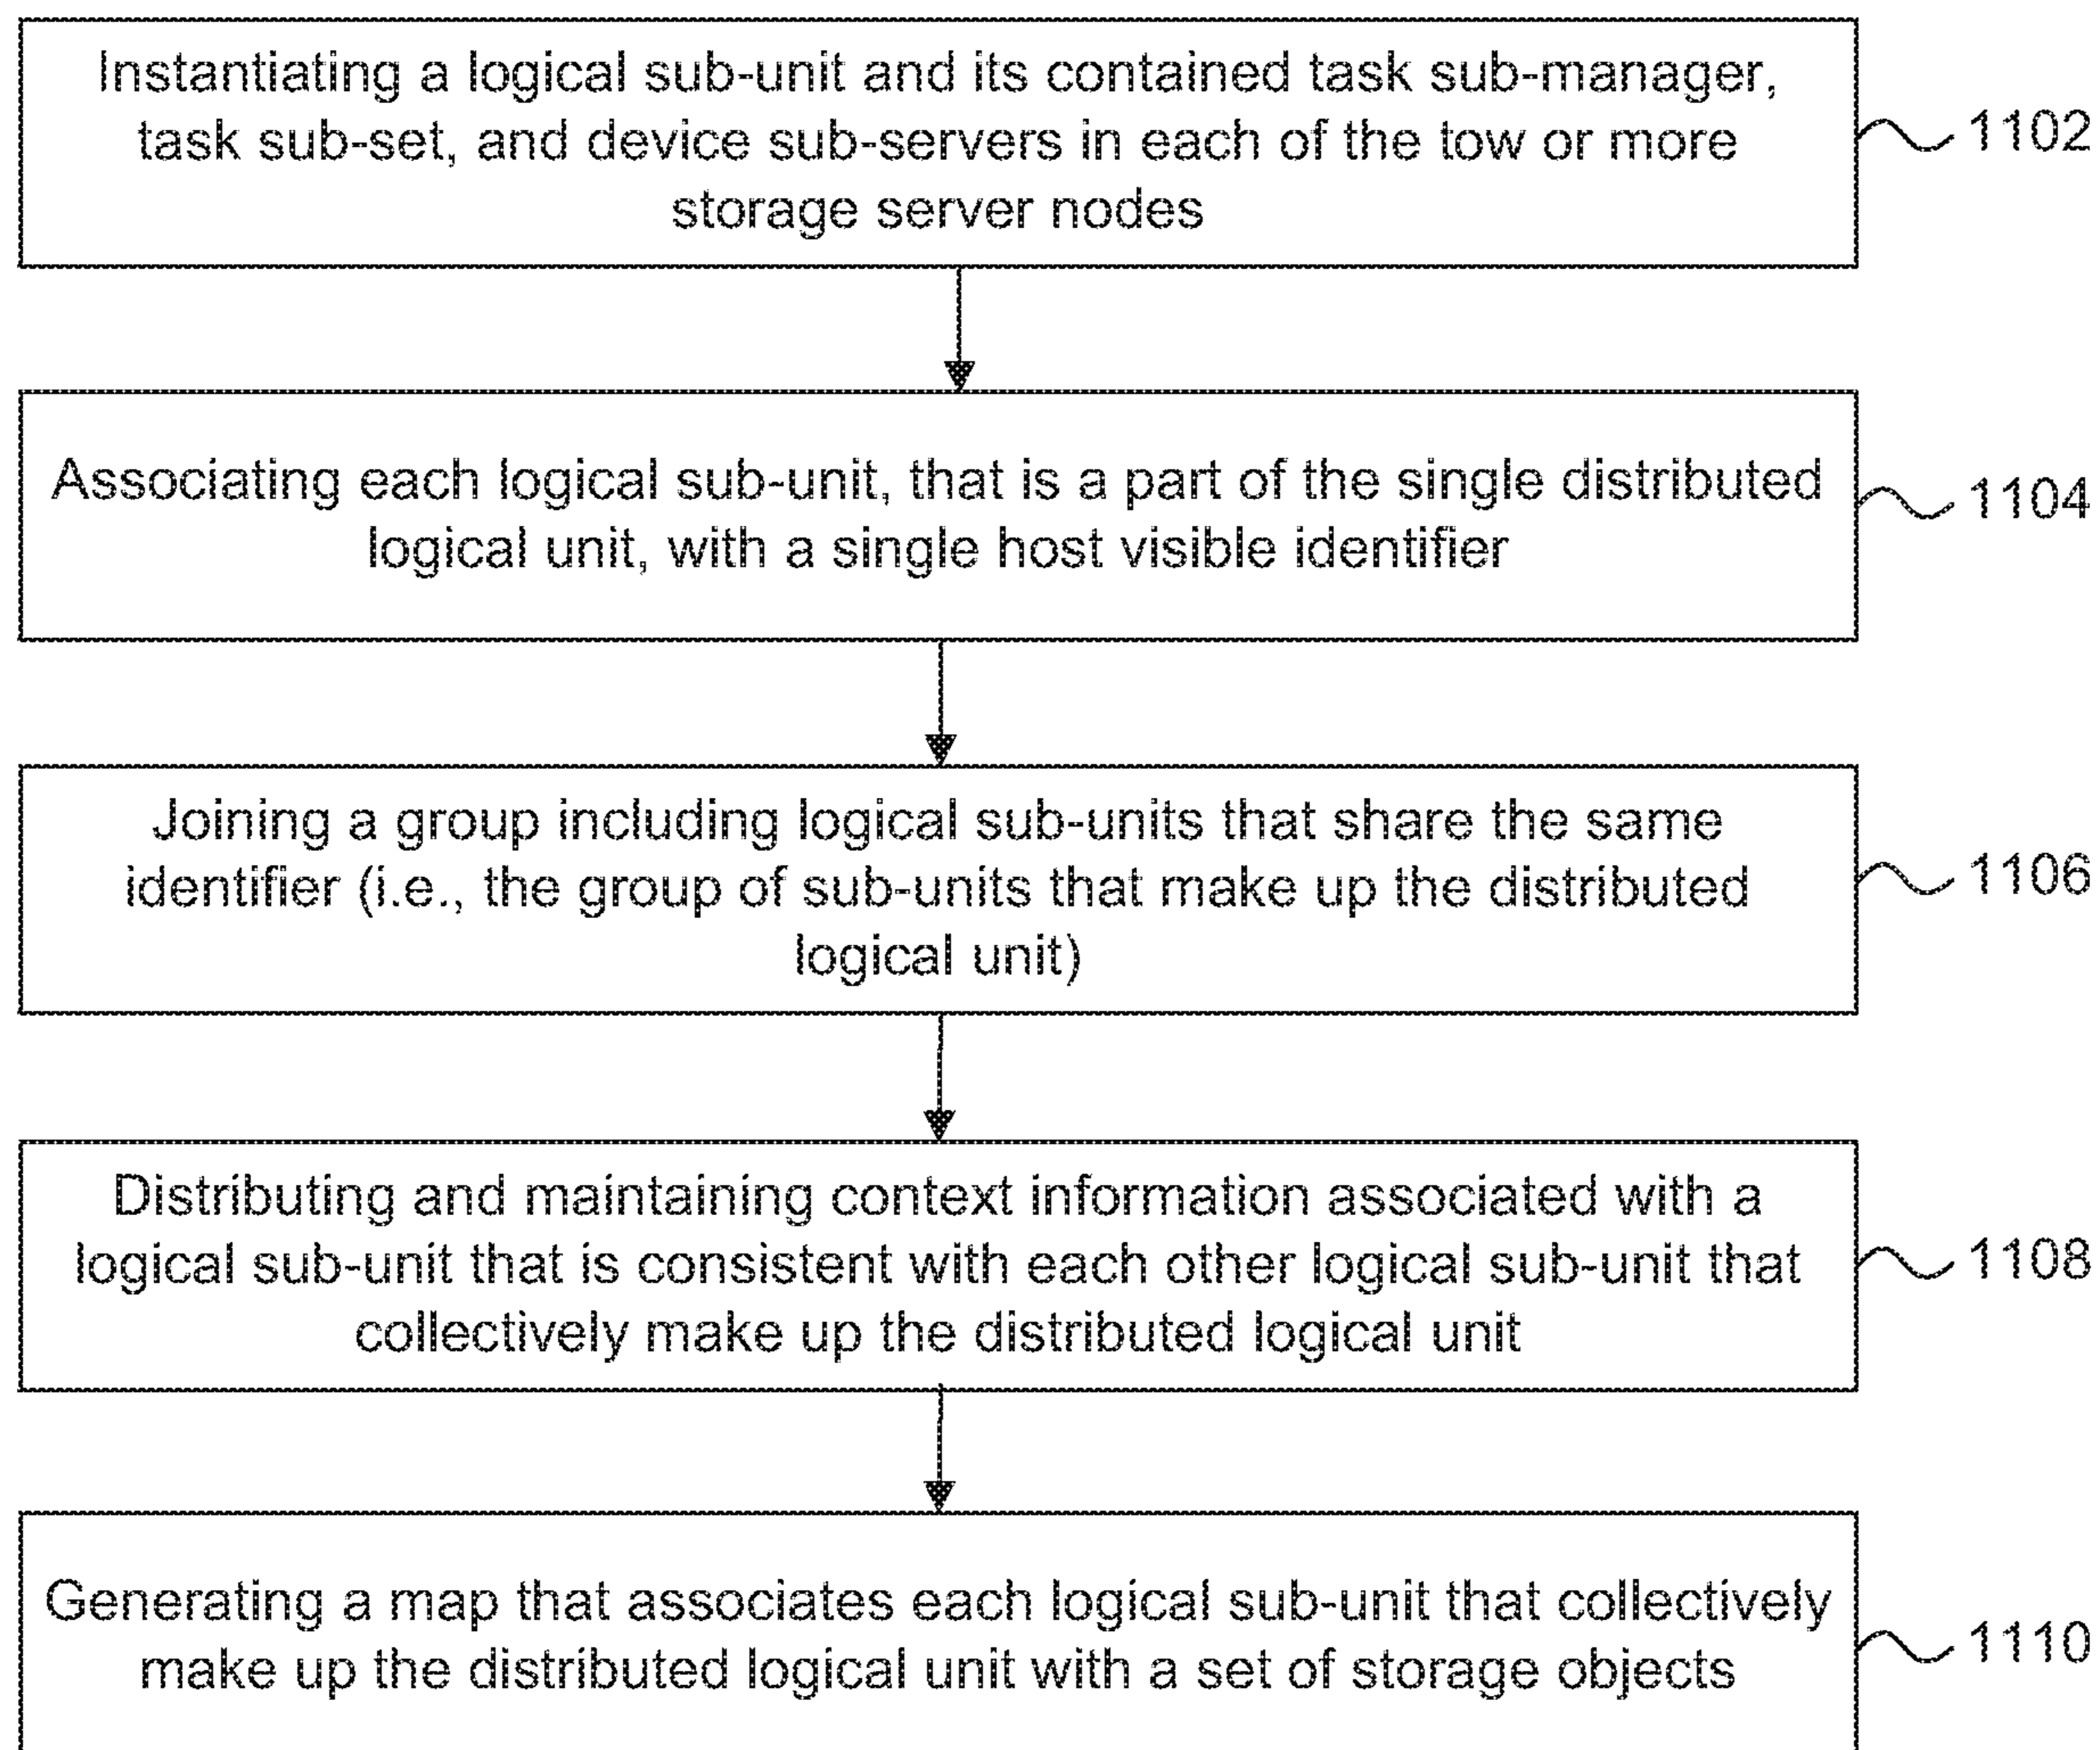 Instantiating a logical sub-unit and its contained task sub-manager,
task sub-set, and device sub-servers in each of the tow or more
storage server nodes
1102
Associating each logical sub-unit, that is a part of the single distributed
logical unit, with a single host visible identifier
1104
Joining a group including logical sub-units that share the same
identifier (i.e., the group of sub-units that make up the distributed
logical unit)
1106
Distributing and maintaining context information associated with a
logical sub-unit that is consistent with each other logical sub-unit that
collectively make up the distributed logical unit
1108
Generating a map that associates each logical sub-unit that collectively
make up the distributed logical unit with a set of storage objects
1110